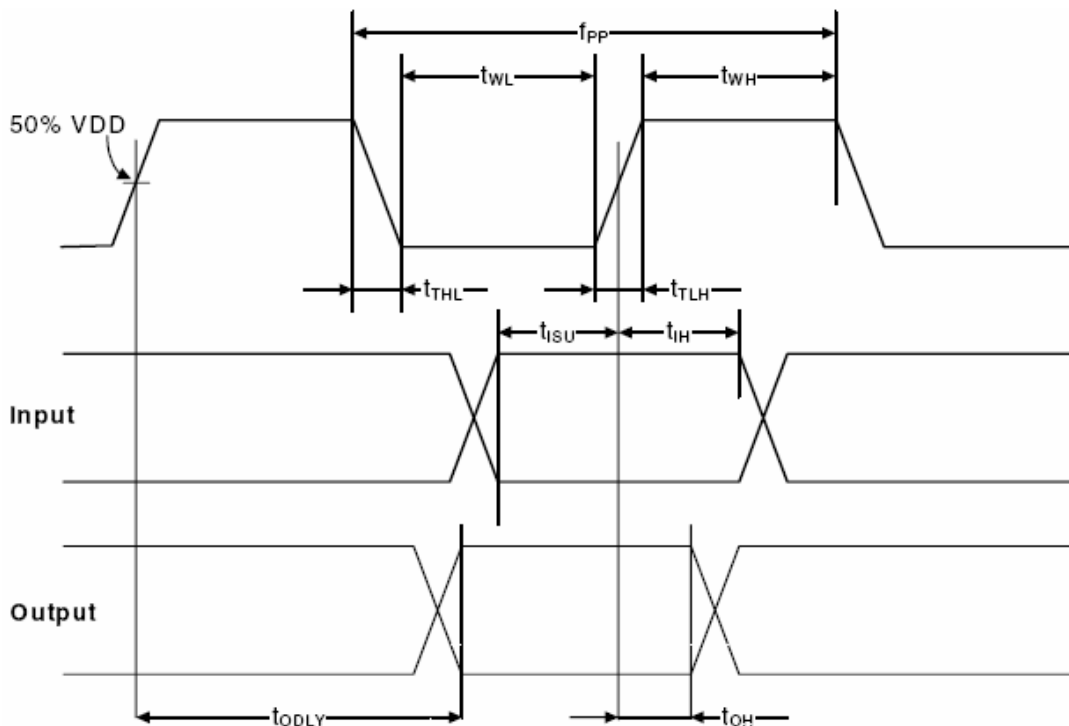 fPP
tWL
tWH
50% VDD
tTHL
tTLH
tISU
tIH
Input
Output
tODLY
tOH